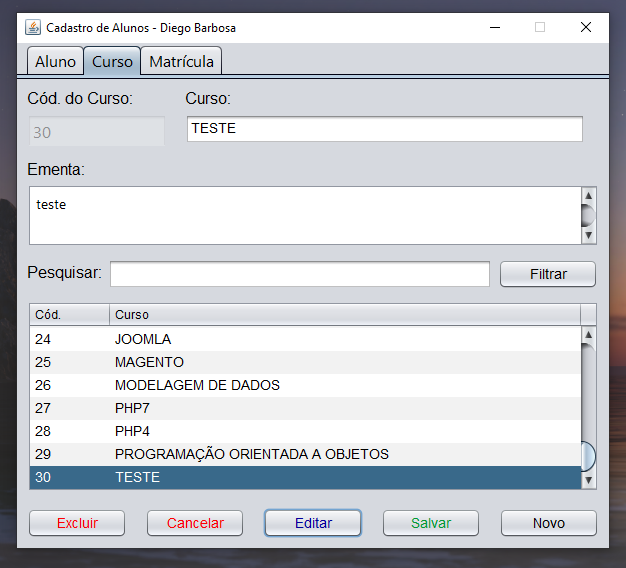 Cadastro de Alunos - Diego Barbosa
Aluno Curso Matrícula
Cód. do Curso: Curso:
30 TESTE
Ementa:
teste
Pesquisar: Filtrar
Cód. Curso
24 JOOMLA
25 MAGENTO
26 MODELAGEM DE DADOS
27 PHP7
28 PHP4
29 PROGRAMAÇÃO ORIENTADA A OBJETOS
30 TESTE
Excluir Cancelar Editar Salvar Novo